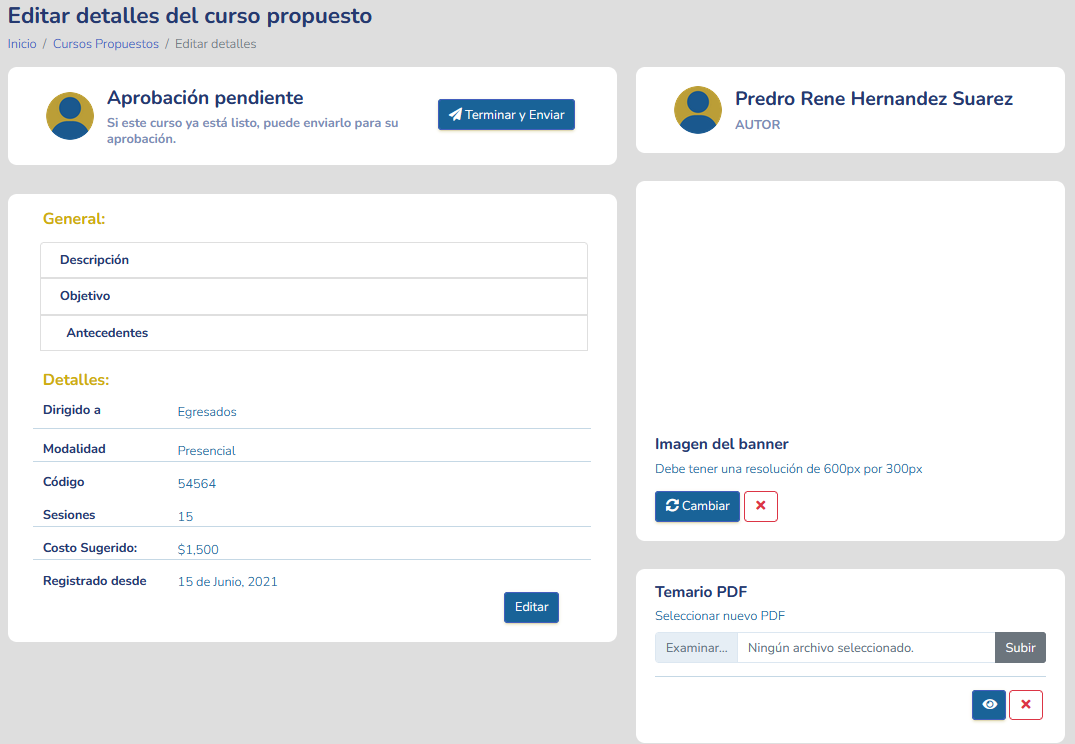 Editar detalles del curso propuesto
Inicio / Cursos Propuestos / Editar detalles
Aprobación pendiente
Si este curso ya está listo, puede enviarlo para su
aprobación.
Terminar y Enviar
Predro Rene Hernandez Suarez
AUTOR
General:
Descripción
Objetivo
Antecedentes
Detalles:
Dirigido a Egresados
Modalidad Presencial
Código 54564
Sesiones 15
Costo Sugerido: $1,500
Registrado desde 15 de Junio, 2021
Editar
Imagen del banner
Debe tener una resolución de 600px por 300px
Cambiar
Temario PDF
Seleccionar nuevo PDF
Examinar... Ningún archivo seleccionado. Subir